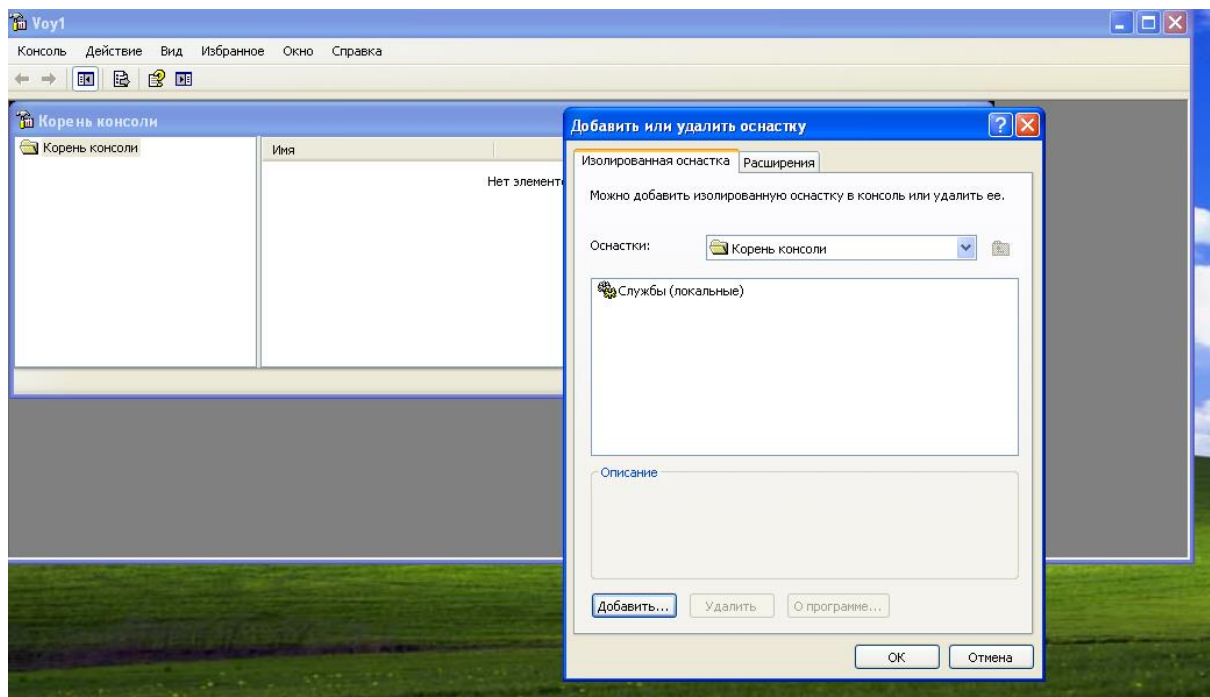 Voy1
Консоль Действие Вид Избранное Окно Справка
Корень консоли
Корень консоли
Имя
Нет элементо
Добавить или удалить оснастку
Изолированная оснастка Расширения
Можно добавить изолированную оснастку в консоль или удалить ее.
Оснастки: Корень консоли
Службы (локальные)
Описание
Добавить... Удалить О программе...
ОК Отмена